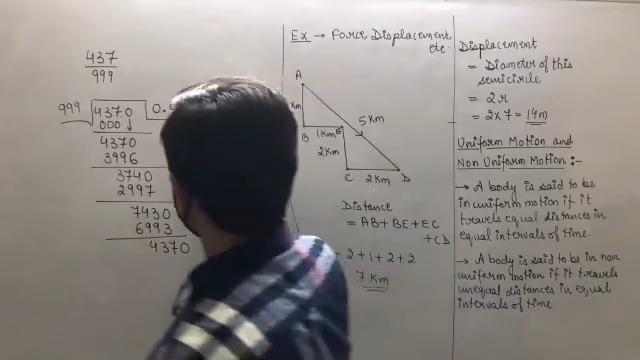 437
999
999
4370
0.
000
4370
3996
3740
2997
7430
6993
4370
Ex → Force, Displacement, etc
A
5 Km
B
1 Km
E
2 Km
C
2 Km
D
Distance
= AB + BE + EC
+ CD
2 + 1 + 2 + 2
7 Km
Displacement
= Diameter of this
semicircle
= 2r
= 2 x 7 = 14m
Uniform Motion and
Non Uniform Motion :-
→ A body is said to be
in uniform motion if it
travels equal distances in
equal intervals of time.
→ A body is said to be in non
uniform motion if it travels
unequal distances in equal
intervals of time